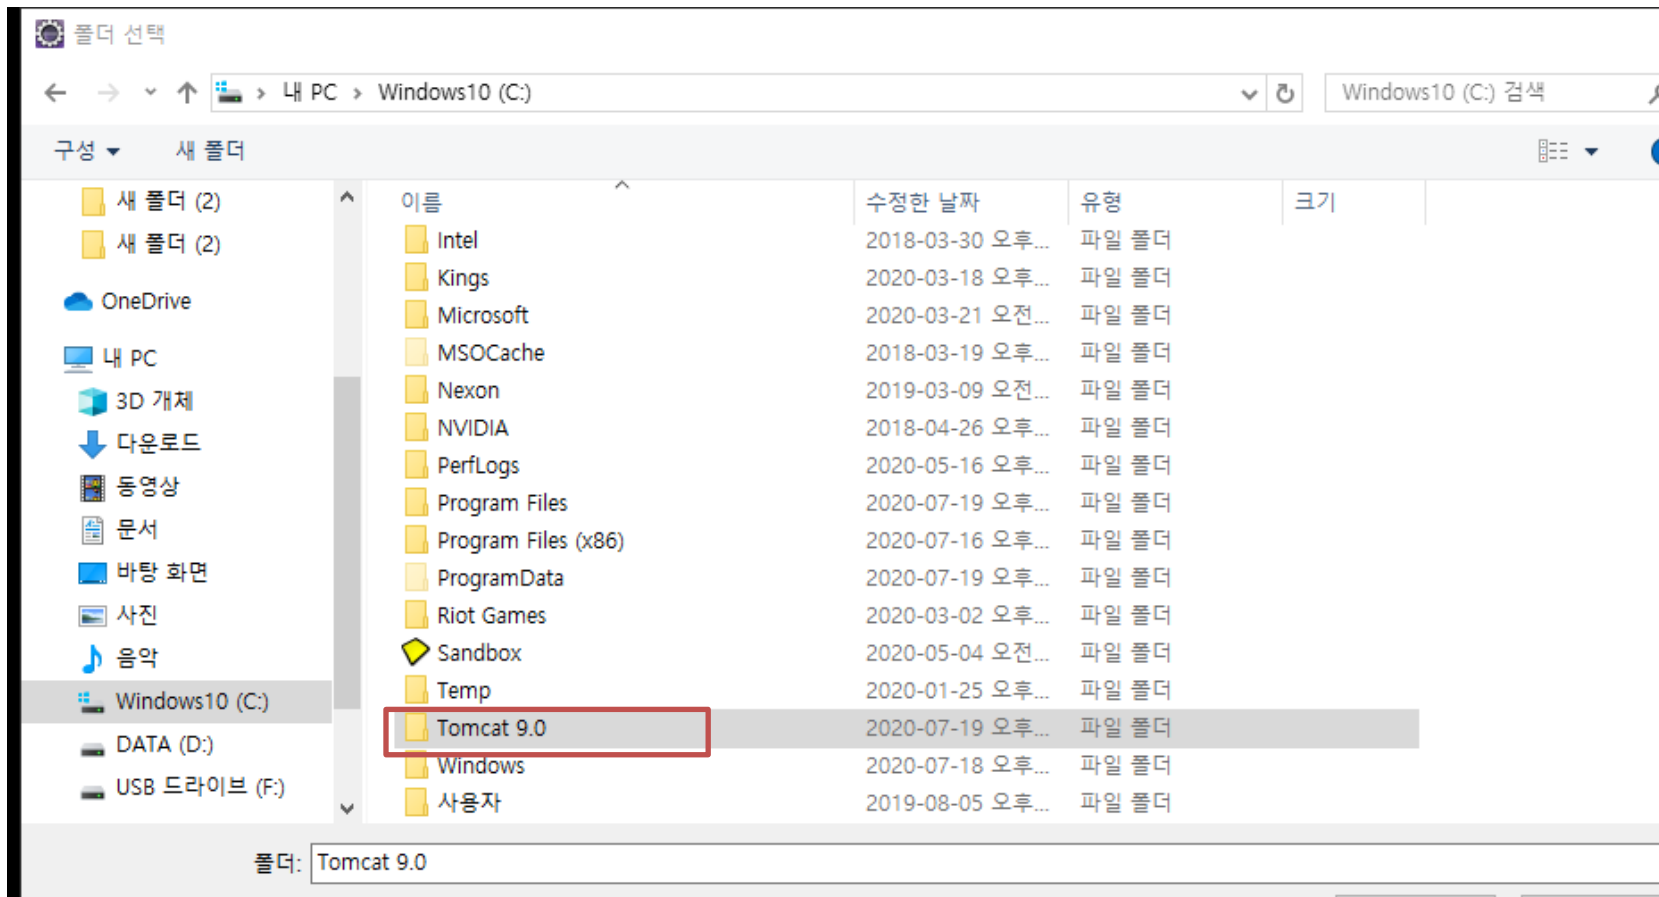 폴더 선택
내 PC > Windows10 (C:)
Windows10 (C:) 검색
구성
새 폴더
새 폴더 (2)
새 폴더 (2)
OneDrive
내 PC
3D 개체
다운로드
동영상
문서
바탕 화면
사진
음악
Windows10 (C:)
DATA (D:)
USB 드라이브 (F:)
이름 수정한 날짜 유형 크기
Intel 2018-03-30 오후... 파일 폴더
Kings 2020-03-18 오후... 파일 폴더
Microsoft 2020-03-21 오전... 파일 폴더
MSOCache 2018-03-19 오후... 파일 폴더
Nexon 2019-03-09 오전... 파일 폴더
NVIDIA 2018-04-26 오후... 파일 폴더
PerfLogs 2020-05-16 오후... 파일 폴더
Program Files 2020-07-19 오후... 파일 폴더
Program Files (x86) 2020-07-16 오후... 파일 폴더
ProgramData 2020-07-19 오후... 파일 폴더
Riot Games 2020-03-02 오후... 파일 폴더
Sandbox 2020-05-04 오전... 파일 폴더
Temp 2020-01-25 오후... 파일 폴더
Tomcat 9.0 2020-07-19 오후... 파일 폴더
Windows 2020-07-18 오후... 파일 폴더
사용자 2019-08-05 오후... 파일 폴더
폴더: Tomcat 9.0